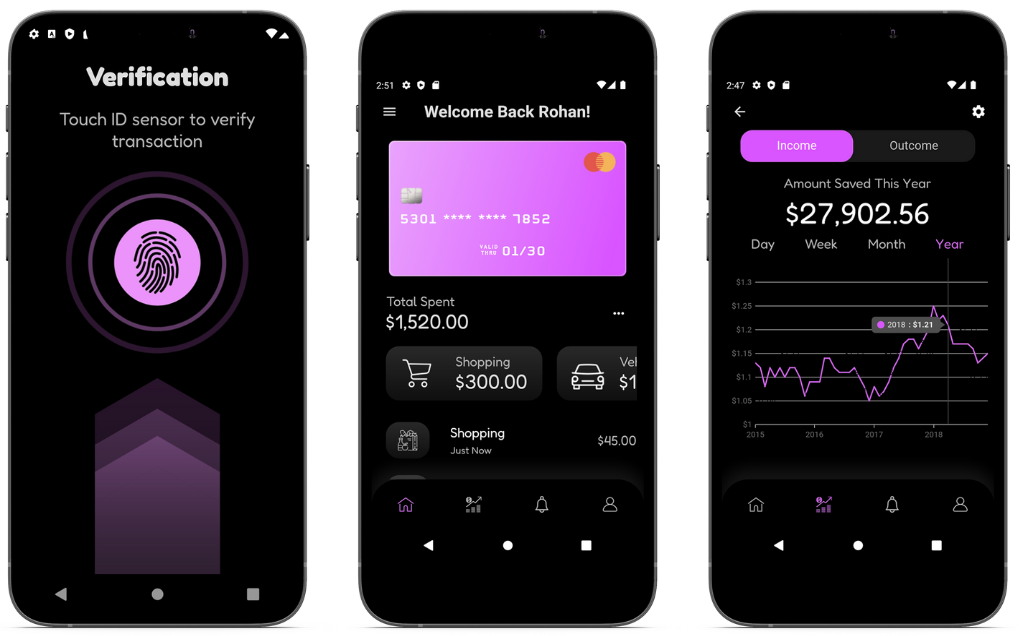 Verification
Touch ID sensor to verify
transaction
2:51
Welcome Back Rohan!
5301 **** **** 7852
VALID
THRU 01/30
Total Spent
$1,520.00
...
Shopping
$300.00
Veh
$1
Shopping
Just Now
$45.00
2:47
Income
Outcome
Amount Saved This Year
$27,902.56
Day Week Month Year
$1.3
$1.25
$1.2
2018 : $1.21
$1.15
$1.1
$1.05
$1
2015 2016 2017 2018